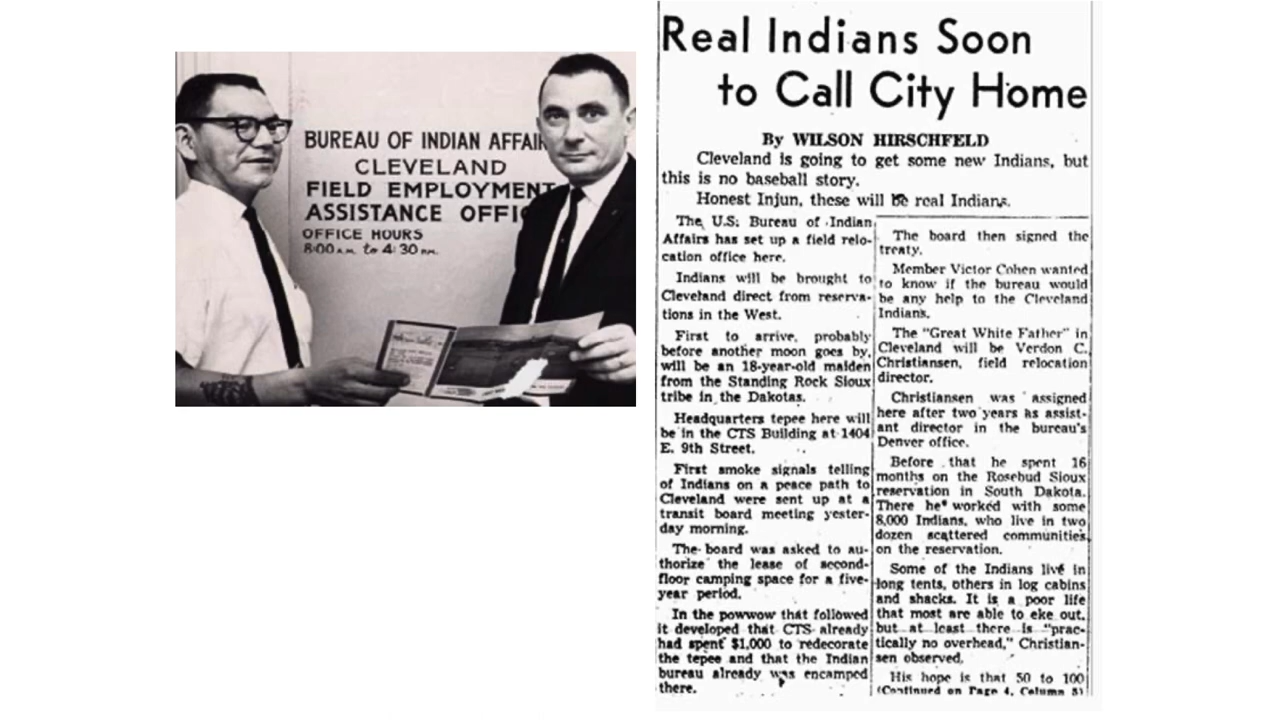 BUREAU OF INDIAN AFFAIR
CLEVELAND
FIELD EMPLOYMENT
ASSISTANCE OFFIC
OFFICE HOURS
8:00 A.M. to 4:30 P.M.
Real Indians Soon
to Call City Home
By WILSON HIRSCHFELD
Cleveland is going to get some new Indians, but
this is no baseball story.
Honest Injun, these will be real Indians.
The U.S. Bureau of Indian
Affairs has set up a field relo-
cation office here.
Indians will be brought to
Cleveland direct from reserva-
tions in the West.
First to arrive, probably
before another moon goes by,
will be an 18-year-old maiden
from the Standing Rock Sioux
tribe in the Dakotas.
Headquarters tepee here will
be in the CTS Building at 1404
E. 9th Street.
First smoke signals telling
of Indians on a peace path to
Cleveland were sent up at a
transit board meeting yester-
day morning.
The board was asked to au-
thorize the lease of second-
floor camping space for a five-
year period.
In the powwow that followed
it developed that CTS already
had spent $1,000 to redecorate
the tepee and that the Indian
bureau already was encamped
there.
The board then signed the
treaty.
Member Victor Cohen wanted
to know if the bureau would
be any help to the Cleveland
Indians.
The "Great White Father" in
Cleveland will be Verdon C.
Christiansen, field relocation
director.
Christiansen was assigned
here after two years as assist-
ant director in the bureau's
Denver office.
Before that he spent 16
months on the Rosebud Sioux
reservation in South Dakota.
There he worked with some
8,000 Indians, who live in two
dozen scattered communities
on the reservation.
Some of the Indians live in
long tents, others in log cabins
and shacks. It is a poor life
that most are able to eke out,
but at least there is "prac-
tically no overhead," Christian-
sen observed.
His hope is that 50 to 100
(Continued on Page 4, Column 8)